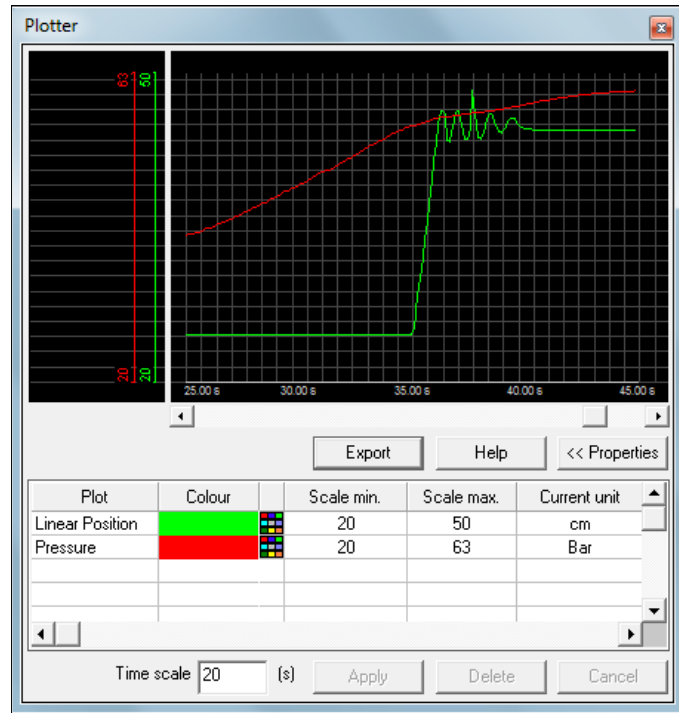 Plotter
63 50
20 20
25.00 s 30.00 s 35.00 s 40.00 s 45.00 s
Export Help << Properties
Plot Colour Scale min. Scale max. Current unit
Linear Position 20 50 cm
Pressure 20 63 Bar
Time scale 20 (s) Apply Delete Cancel